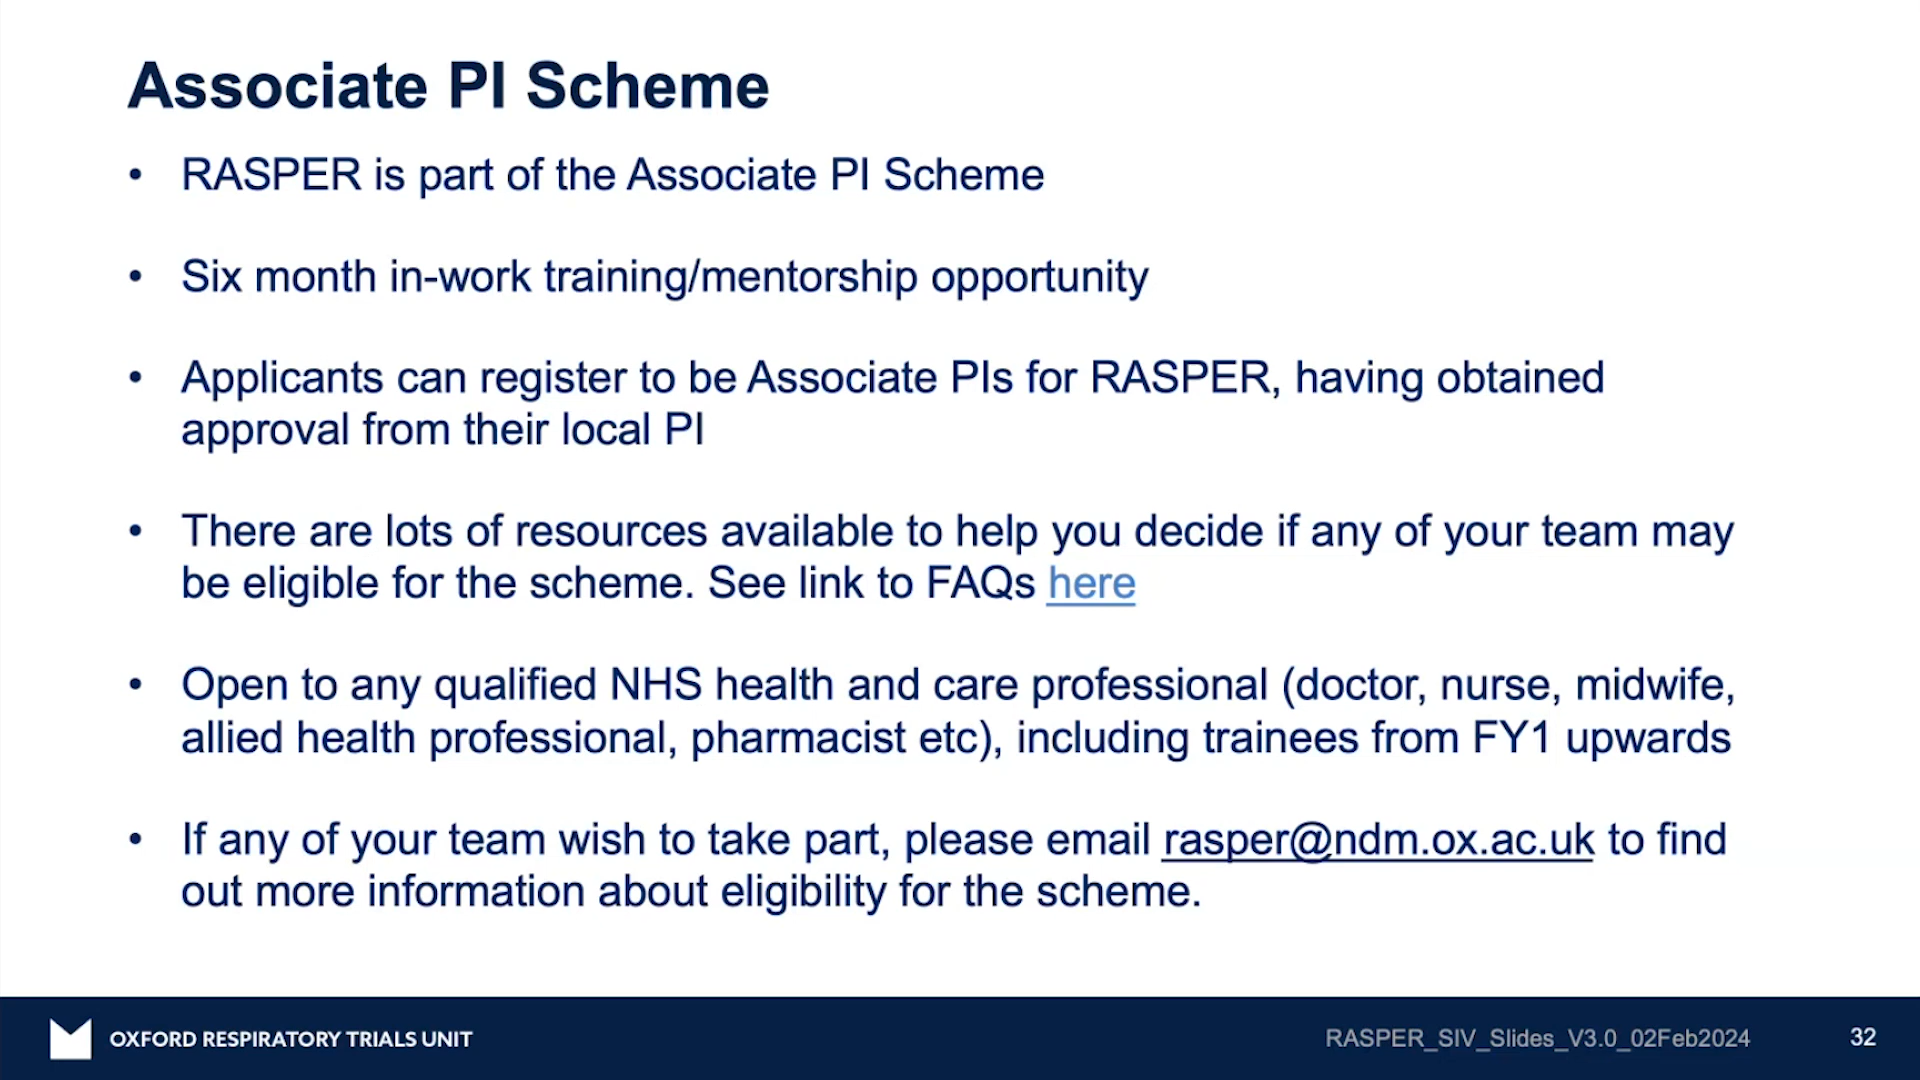 Associate PI Scheme
• RASPER is part of the Associate PI Scheme
• Six month in-work training/mentorship opportunity
• Applicants can register to be Associate PIs for RASPER, having obtained
approval from their local PI
• There are lots of resources available to help you decide if any of your team may
be eligible for the scheme. See link to FAQs here
• Open to any qualified NHS health and care professional (doctor, nurse, midwife,
allied health professional, pharmacist etc), including trainees from FY1 upwards
• If any of your team wish to take part, please email rasper@ndm.ox.ac.uk to find
out more information about eligibility for the scheme.
OXFORD RESPIRATORY TRIALS UNIT
RASPER_SIV_Slides_V3.0_02Feb2024
32